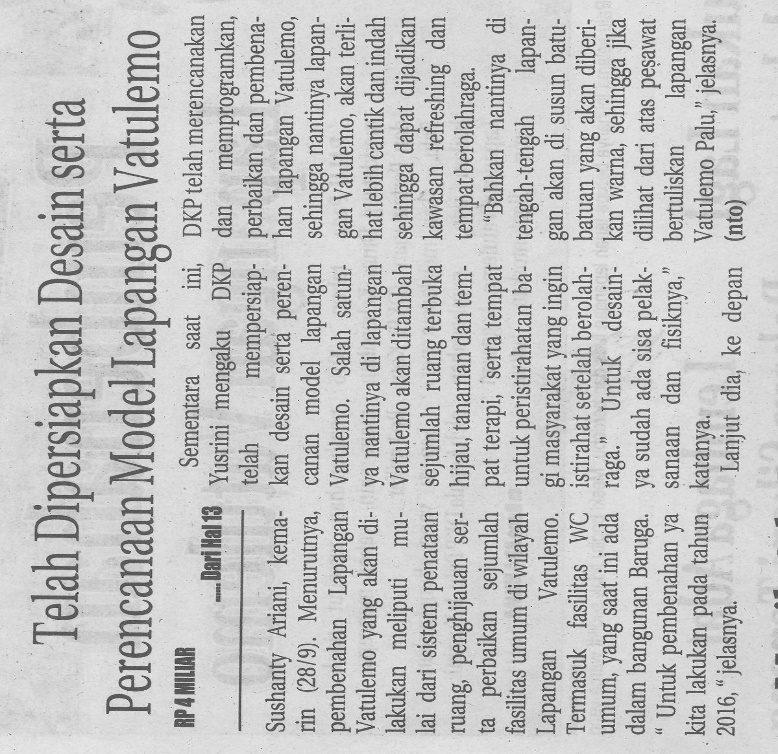 Telah Dipersiapkan Desain serta
Perencanaan Model Lapangan Vatulemo
RP 4 MILIAR
...... Dari Hal 13
Sushanty Ariani, kema-
rin (28/9). Menurutnya,
pembenahan Lapangan
Vatulemo yang akan di-
lakukan meliputi mu-
lai dari sistem penataan
ruang, penghijauan ser-
ta perbaikan sejumlah
fasilitas umum di wilayah
Lapangan Vatulemo.
Termasuk fasilitas WC
umum, yang saat ini ada
dalam bangunan Baruga.
“ Untuk pembenahan ya
kita lakukan pada tahun
2016, “ jelasnya.
Sementara saat ini,
Yusrini mengaku DKP
telah mempersiap-
kan desain serta peren-
canan model lapangan
Vatulemo. Salah satun-
ya nantinya di lapangan
Vatulemo akan ditambah
sejumlah ruang terbuka
hijau, tanaman dan tem-
pat terapi, serta tempat
untuk peristirahatan ba-
gi masyarakat yang ingin
istirahat setelah berolah-
raga.” Untuk desain-
ya sudah ada sisa pelak-
sanaan dan fisiknya,”
katanya.
Lanjut dia, ke depan
DKP telah merencanakan
dan memprogramkan,
perbaikan dan pembena-
han lapangan Vatulemo,
sehingga nantinya lapan-
gan Vatulemo, akan terli-
hat lebih cantik dan indah
sehingga dapat dijadikan
kawasan refreshing dan
tempat berolahraga.
“Bahkan nantinya di
tengah-tengah lapan-
gan akan di susun batu-
batuan yang akan diberi-
kan warna, sehingga jika
dilihat dari atas pesawat
bertuliskan lapangan
Vatulemo Palu,” jelasnya.
(nto)